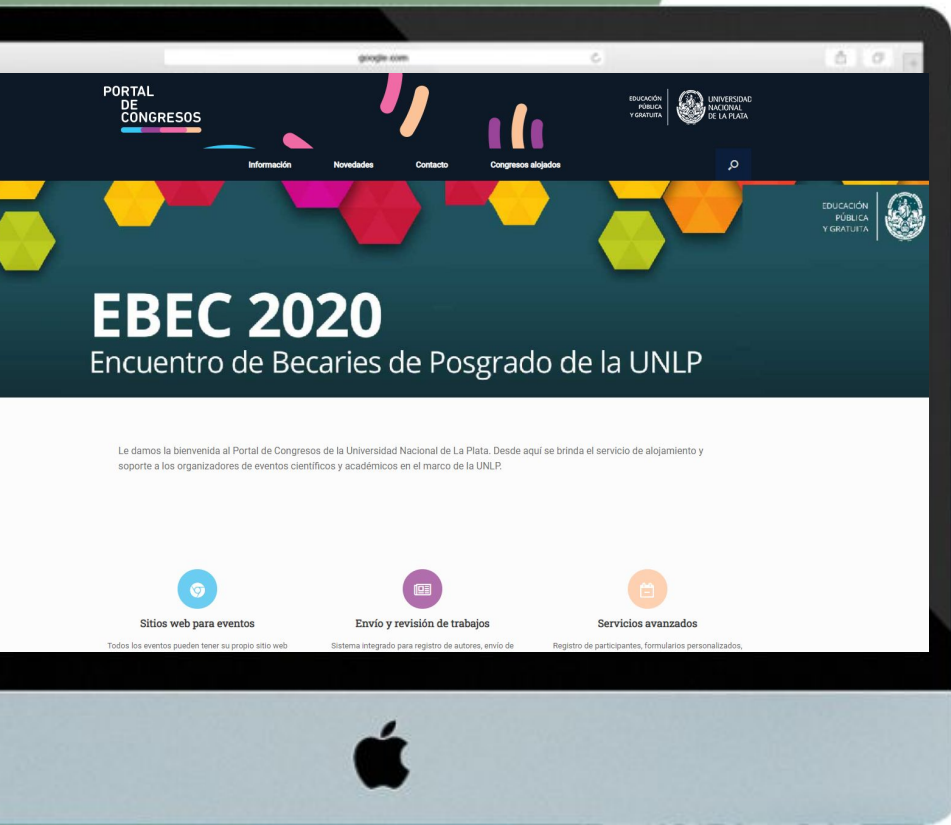 google.com
PORTAL
DE
CONGRESOS
EDUCACIÓN
PÚBLICA
Y GRATUITA
UNIVERSIDAD
NACIONAL
DE LA PLATA
Información Novedades Contacto Congresos alojados
EDUCACIÓN
PÚBLICA
Y GRATUITA
EBEC 2020
Encuentro de Becaries de Posgrado de la UNLP
Le damos la bienvenida al Portal de Congresos de la Universidad Nacional de La Plata. Desde aquí se brinda el servicio de alojamiento y
soporte a los organizadores de eventos científicos y académicos en el marco de la UNLP.
Sitios web para eventos
Todos los eventos pueden tener su propio sitio web
Envío y revisión de trabajos
Sistema integrado para registro de autores, envío de
Servicios avanzados
Registro de participantes, formularios personalizados,